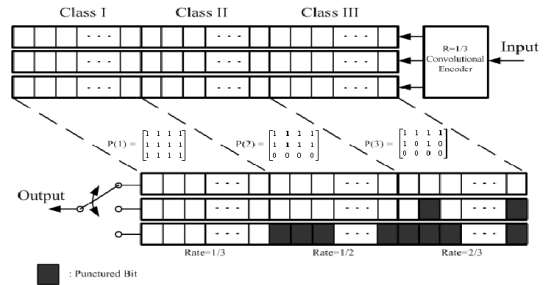 Class I Class II Class III
R=1/3
Convolutional
Encoder
Input
P(1) = [1 1 1 1
1 1 1 1
1 1 1 1]
P(2) = [1 1 1 1
1 1 1 1
0 0 0 0]
P(3) = [1 1 1 1
1 0 1 0
0 0 0 0]
Output
Rate=1/3 Rate=1/2 Rate=2/3
: Punctured Bit